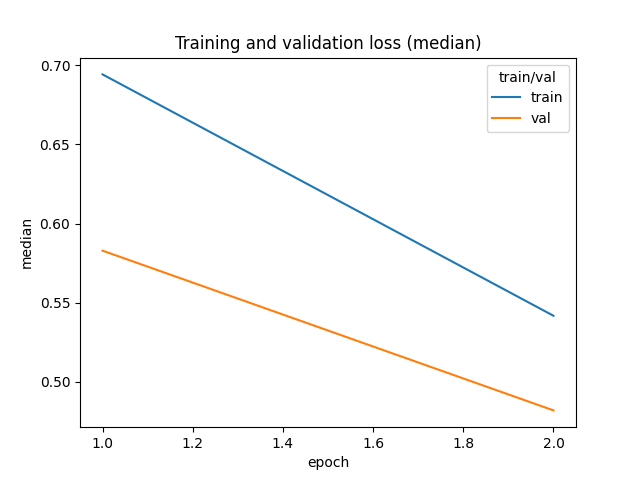 Training and validation loss (median)
train/val
train
val
0.70
0.65
0.60
0.55
0.50
median
1.0
1.2
1.4
1.6
1.8
2.0
epoch